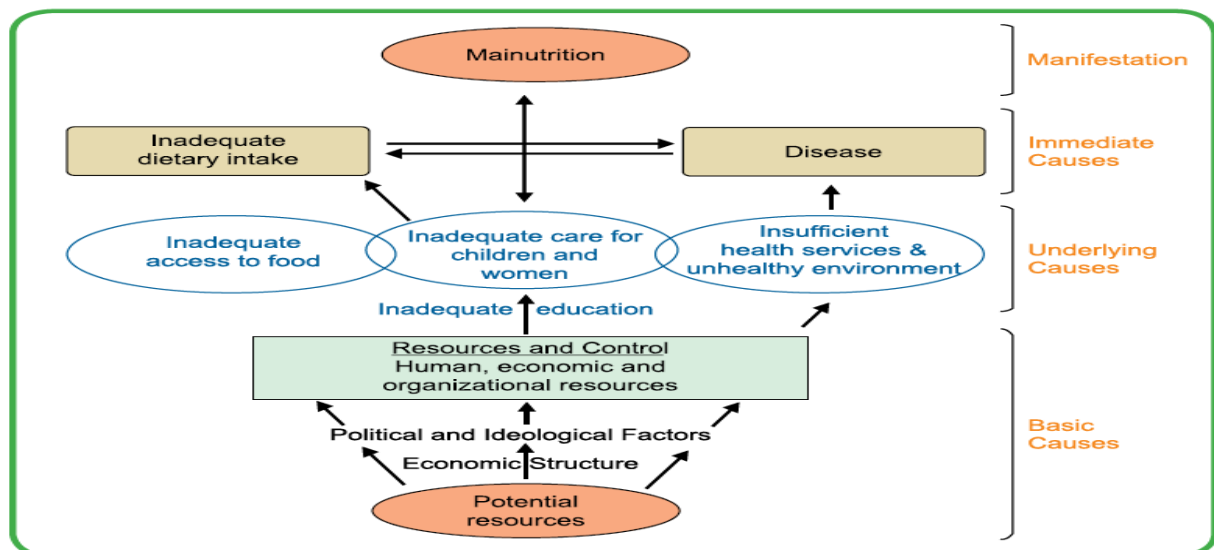 Mainutrition
Manifestation
Inadequate
dietary intake
Disease
Immediate
Causes
Inadequate
access to food
Inadequate care for
children and
women
Insufficient
health services &
unhealthy environment
Underlying
Causes
Inadequate education
Resources and Control
Human, economic and
organizational resources
Political and Ideological Factors
Economic Structure
Potential
resources
Basic
Causes